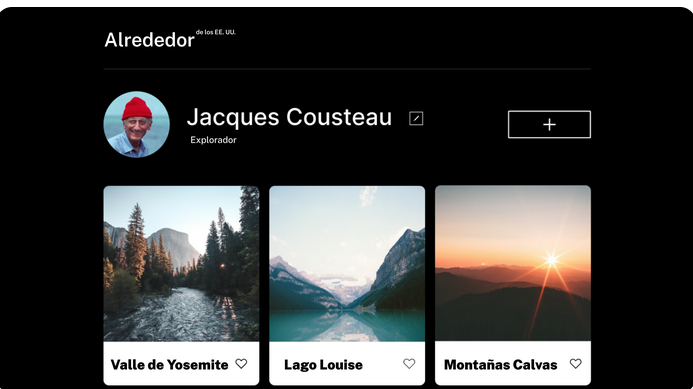 Alrededor de los EE. UU.
Jacques Cousteau
Explorador
Valle de Yosemite
Lago Louise
Montañas Calvas